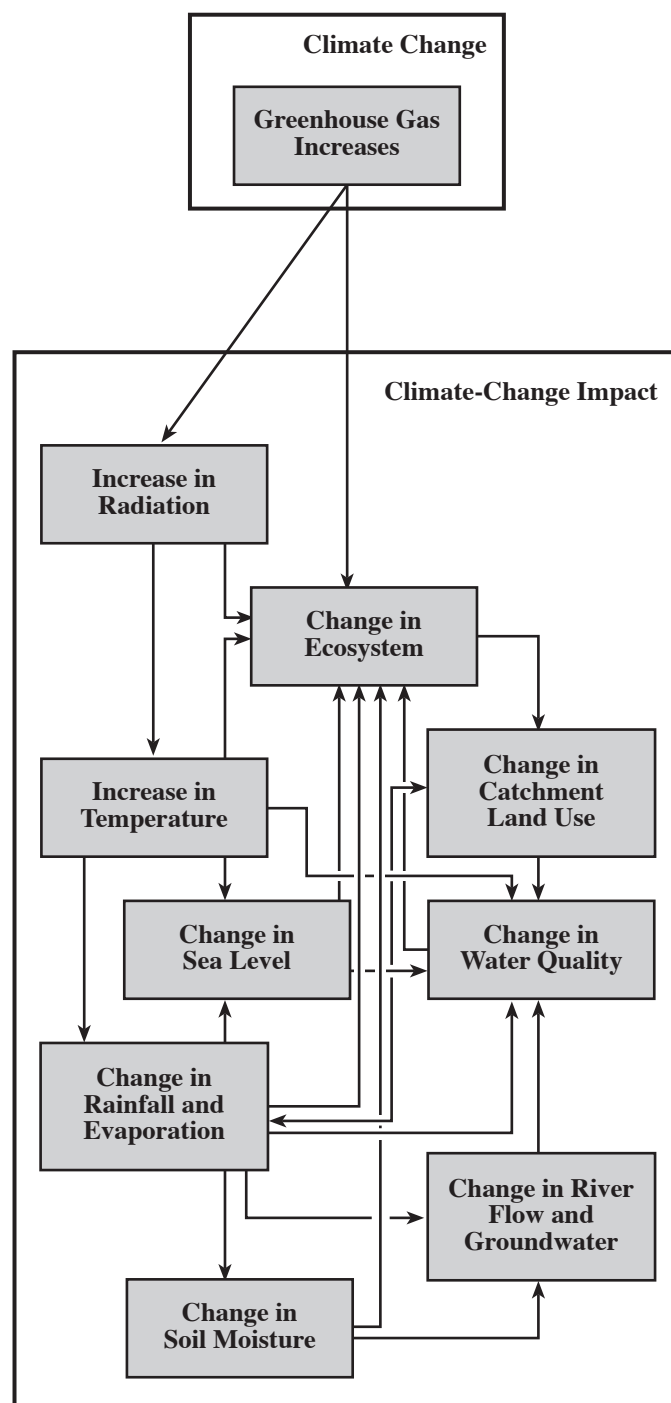 Climate Change
Greenhouse Gas
Increases
Climate-Change Impact
Increase in
Radiation
Change in
Ecosystem
Increase in
Temperature
Change in
Catchment
Land Use
Change in
Sea Level
Change in
Water Quality
Change in
Rainfall and
Evaporation
Change in River
Flow and
Groundwater
Change in
Soil Moisture